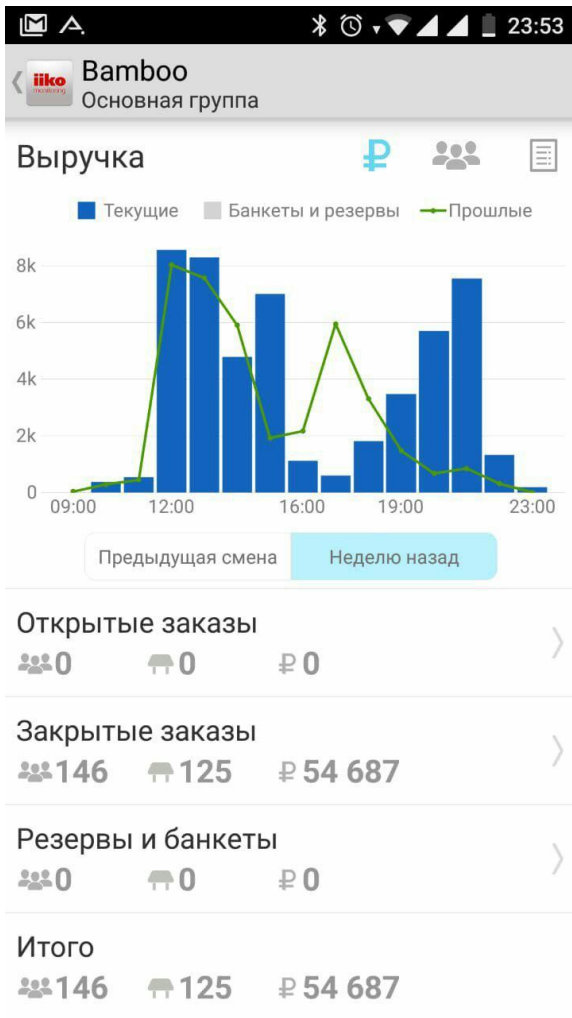 23:53
iiko
monitoring
Bamboo
Основная группа
Выручка
Текущие Банкеты и резервы Прошлые
8k
6k
4k
2k
0
09:00 12:00 16:00 19:00 23:00
Предыдущая смена Неделю назад
Открытые заказы
0 0 ₽ 0
Закрытые заказы
146 125 ₽ 54 687
Резервы и банкеты
0 0 ₽ 0
Итого
146 125 ₽ 54 687